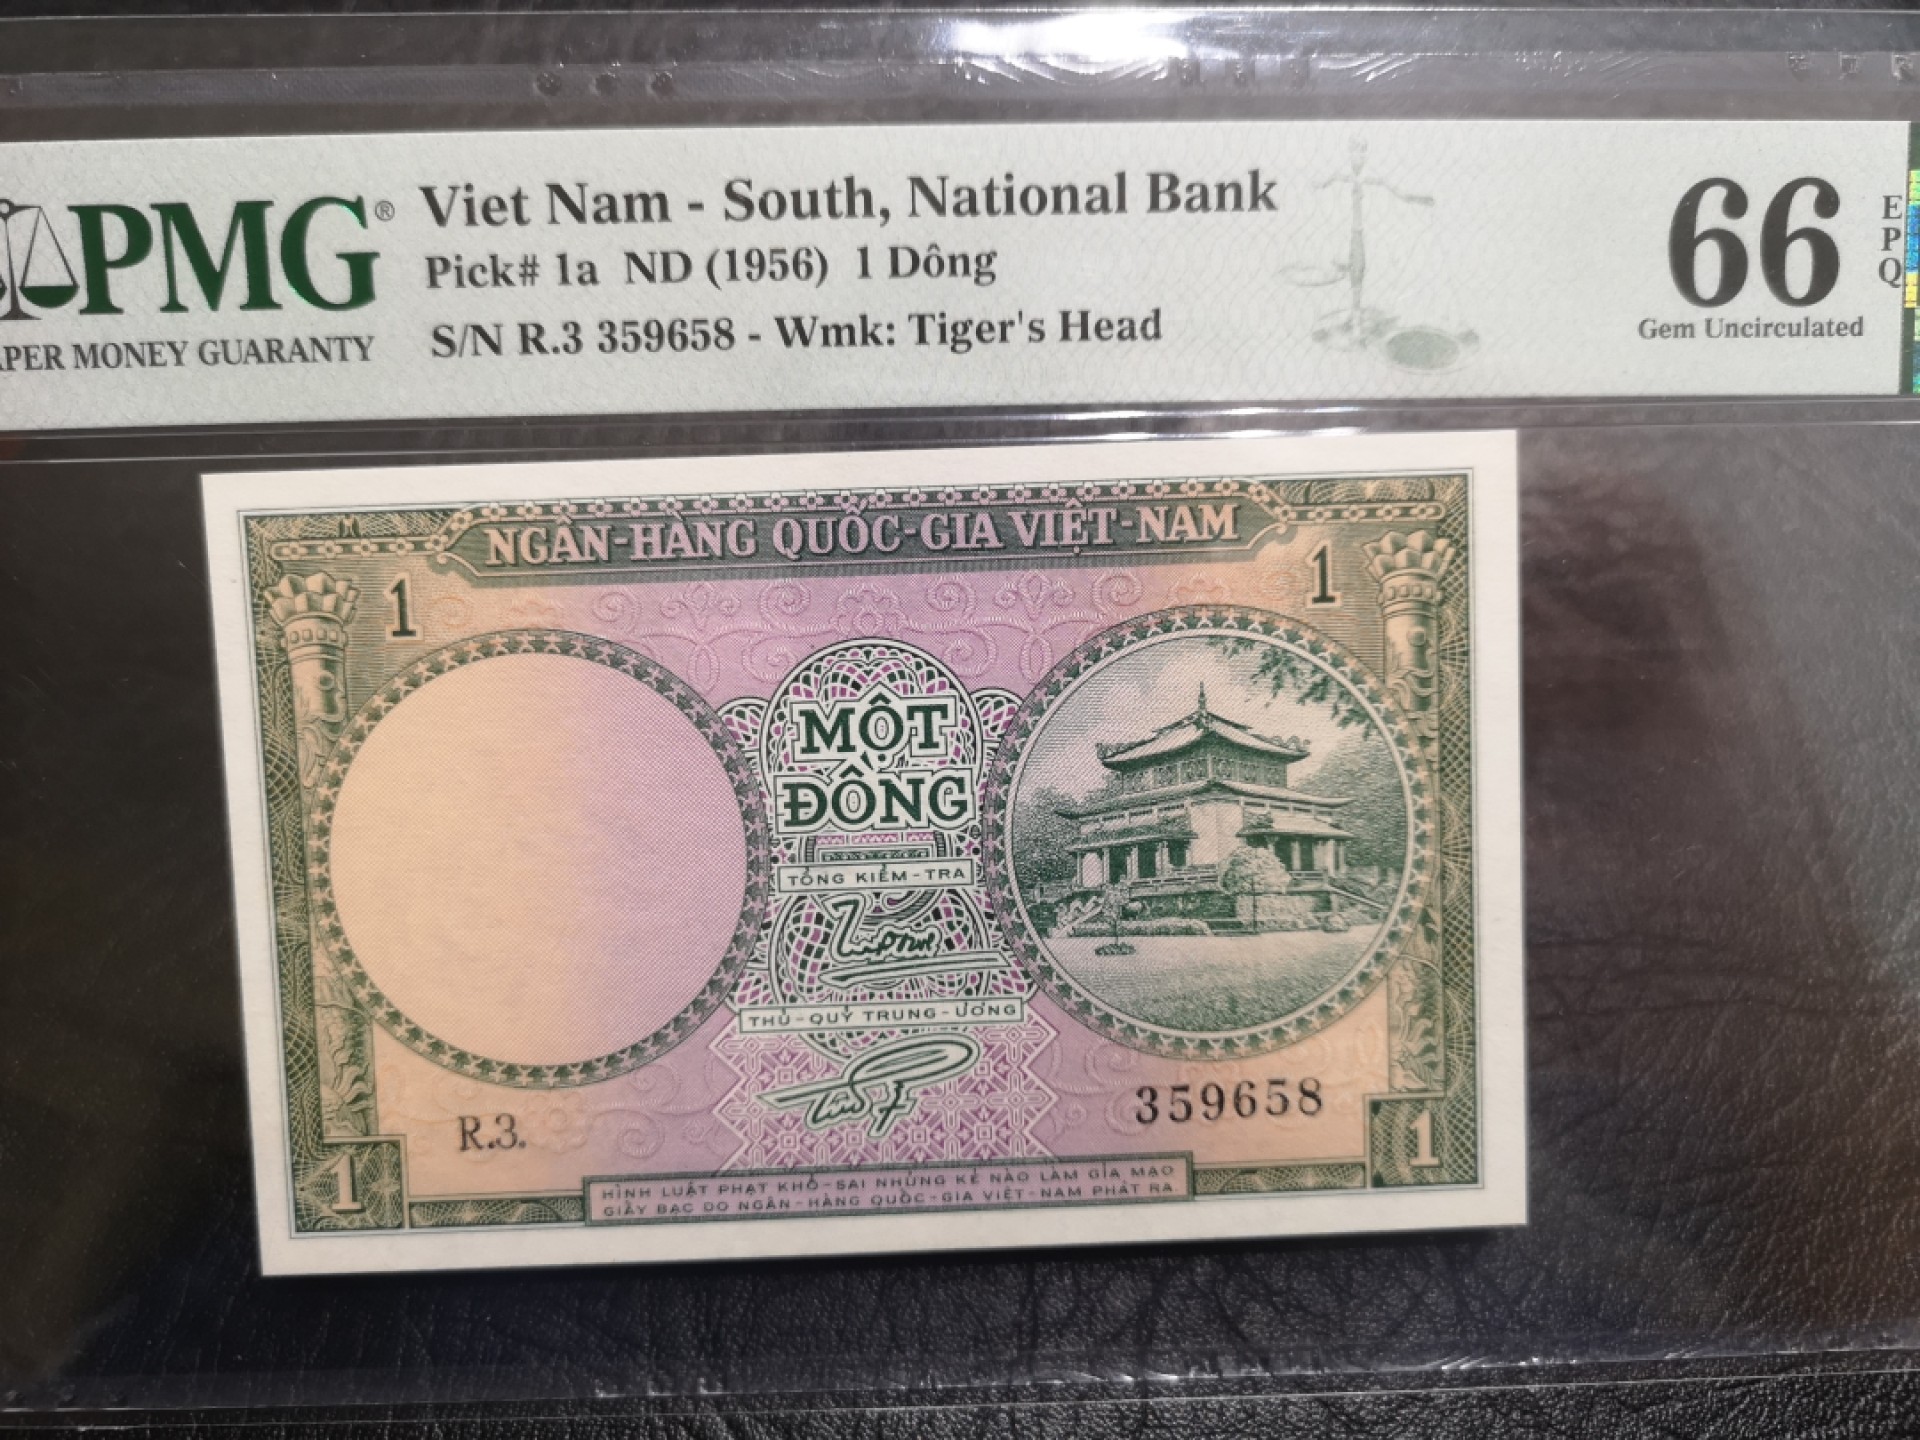 PMG®
PAPER MONEY GUARANTY
Viet Nam - South, National Bank
Pick# 1a ND (1956) 1 Dông
S/N R.3 359658 - Wmk: Tiger's Head
66
EPQ
Gem Uncirculated
NGÂN-HÀNG QUỐC-GIA VIỆT-NAM
1
1
MỘT
ĐỒNG
TỔNG KIỂM-TRA
THỦ-QUỸ TRUNG-ƯƠNG
R.3.
359658
1
1
HÌNH LUẬT PHẠT KHỔ-SAI NHỮNG KẺ NÀO LÀM GIẢ MẠO
GIẤY BẠC DO NGÂN-HÀNG QUỐC-GIA VIỆT-NAM PHÁT RA.